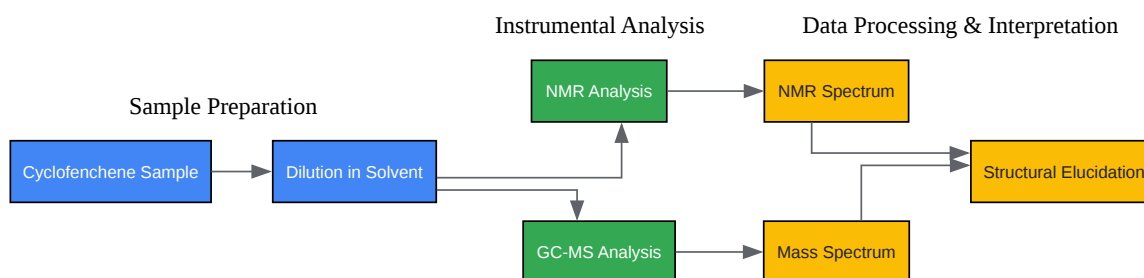 Instrumental Analysis
Data Processing & Interpretation
Sample Preparation
NMR Analysis
NMR Spectrum
Cyclofenchene Sample
Dilution in Solvent
Structural Elucidation
GC-MS Analysis
Mass Spectrum